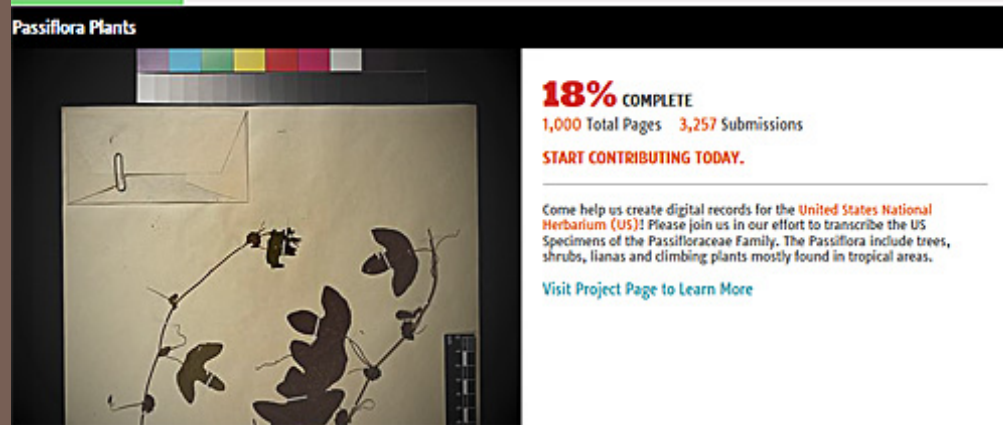 Passiflora Plants
18% COMPLETE
1,000 Total Pages 3,257 Submissions
START CONTRIBUTING TODAY.
Come help us create digital records for the United States National
Herbarium (US)! Please join us in our effort to transcribe the US
Specimens of the Passifloraceae Family. The Passiflora include trees,
shrubs, lianas and climbing plants mostly found in tropical areas.
Visit Project Page to Learn More